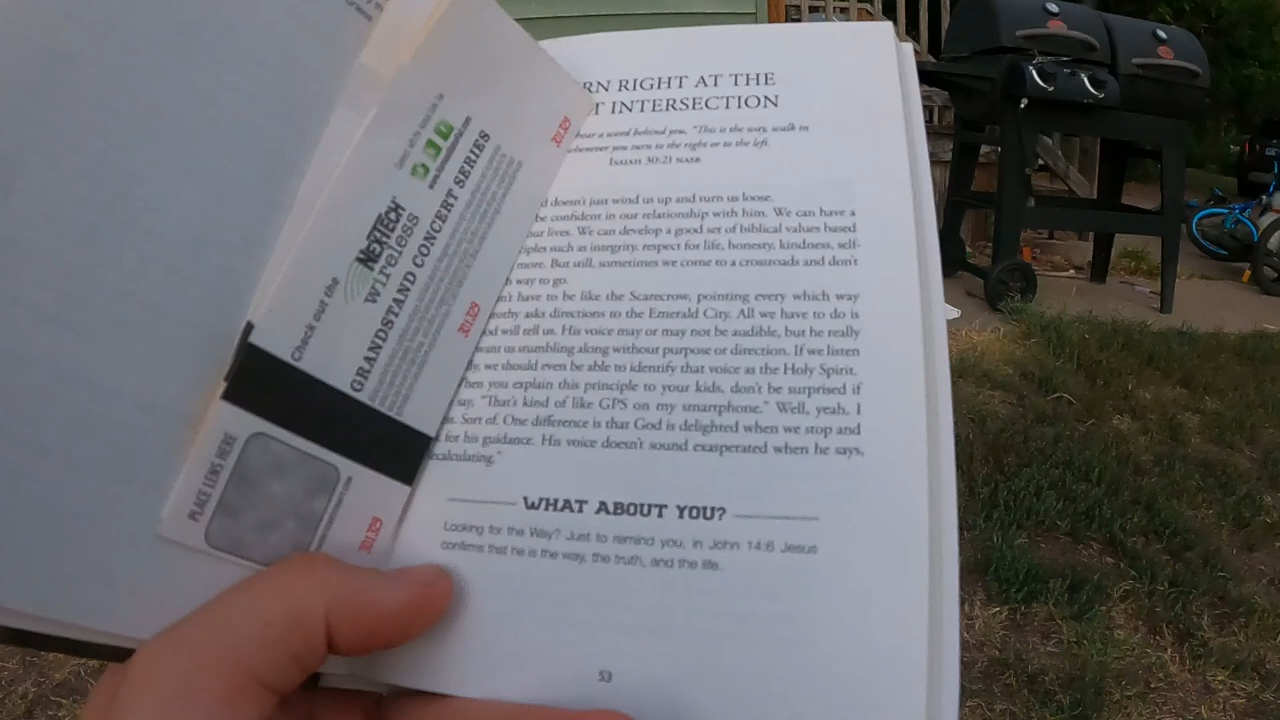 Check out the
NEXTECH
wireless
GRANDSTAND CONCERT SERIES
301329
301329
301329
PLACE LENS HERE
RN RIGHT AT THE
T INTERSECTION
hear a word behind you, "This is the way, walk in
henever you turn to the right or to the left.
ISAIAH 30:21 NASB
d doesn't just wind us up and turn us loose.
be confident in our relationship with him. We can have a
our lives. We can develop a good set of biblical values based
iples such as integrity, respect for life, honesty, kindness, self-
more. But still, sometimes we come to a crossroads and don't
h way to go.
n't have to be like the Scarecrow, pointing every which way
rothy asks directions to the Emerald City. All we have to do is
od will tell us. His voice may or may not be audible, but he really
want us stumbling along without purpose or direction. If we listen
lly, we should even be able to identify that voice as the Holy Spirit.
hen you explain this principle to your kids, don't be surprised if
say, "That's kind of like GPS on my smartphone." Well, yeah, I
s. Sort of. One difference is that God is delighted when we stop and
k for his guidance. His voice doesn't sound exasperated when he says,
ecalculating."
WHAT ABOUT YOU?
Looking for the Way? Just to remind you, in John 14:6 Jesus
confirms that he is the way, the truth, and the life.
53